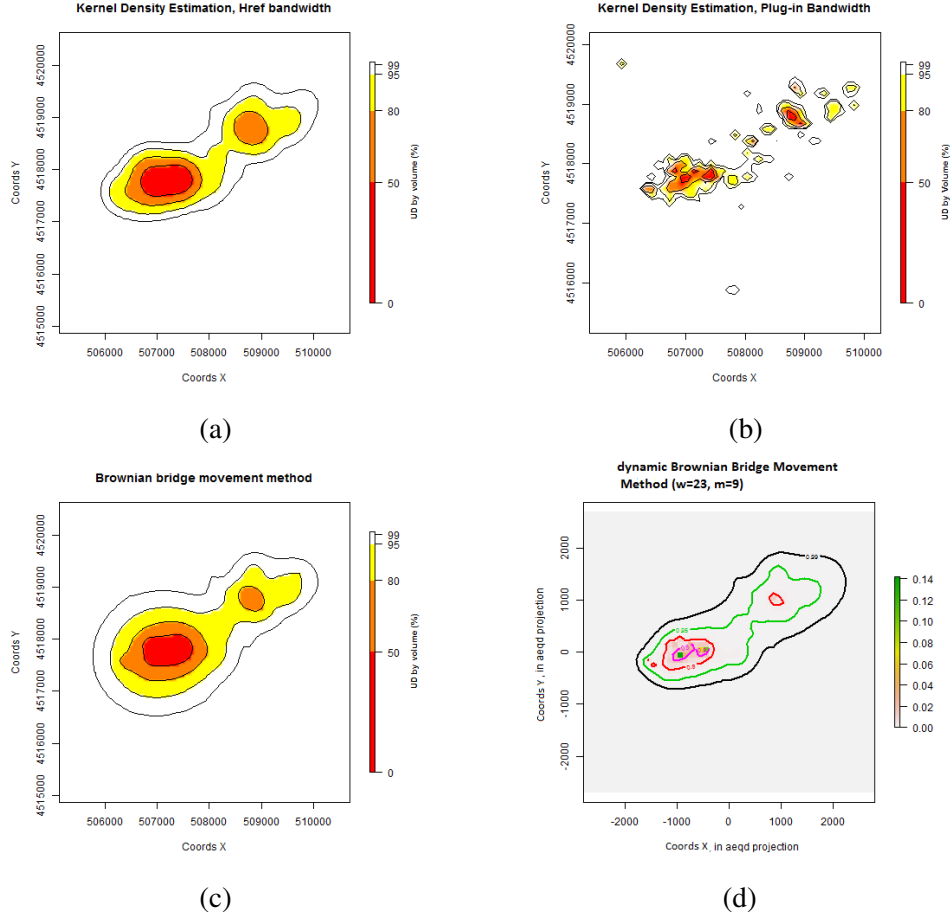 Kernel Density Estimation, Href bandwidth
4520000
4519000
4518000
4517000
4516000
4515000
Coords Y
506000 507000 508000 509000 510000
Coords X
99
95
80
50
0
UD by volume (%)
(a)
Kernel Density Estimation, Plug-in Bandwidth
4520000
4519000
4518000
4517000
4516000
Coords Y
506000 507000 508000 509000 510000
Coords X
99
95
80
50
0
UD by volume (%)
(b)
Brownian bridge movement method
4520000
4519000
4518000
4517000
4516000
4515000
Coords Y
506000 507000 508000 509000 510000
Coords X
99
95
80
50
0
UD by volume (%)
(c)
dynamic Brownian Bridge Movement
Method (w=23, m=9)
2000
1000
0
-1000
-2000
Coords Y, in aeqd projection
-2000 -1000 0 1000 2000
Coords X, in aeqd projection
0.99
0.8
0.14
0.12
0.10
0.08
0.06
0.04
0.02
0.00
(d)